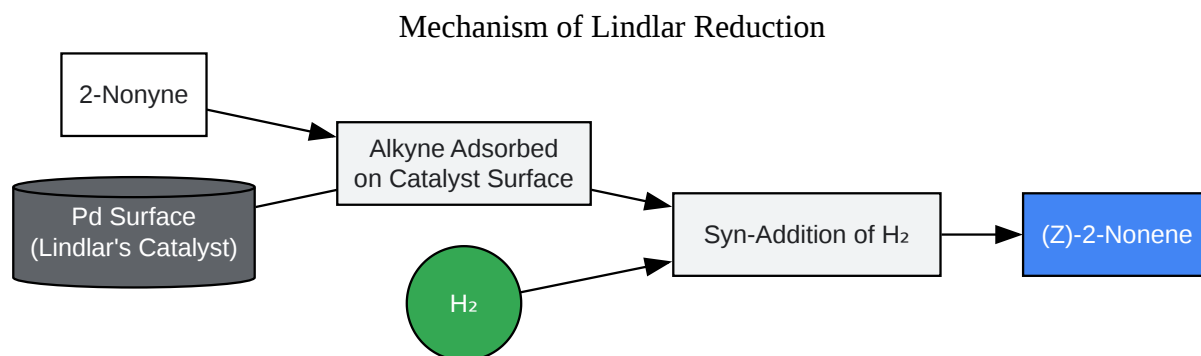 Mechanism of Lindlar Reduction
2-Nonyne
Alkyne Adsorbed
on Catalyst Surface
Pd Surface
(Lindlar's Catalyst)
Syn-Addition of H₂
(Z)-2-Nonene
H₂